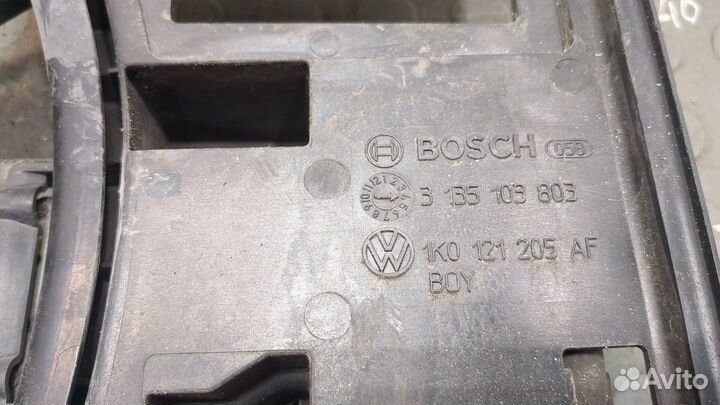 BOSCH 058
3 135 103 803
1K0 121 205 AF
BOY
Avito